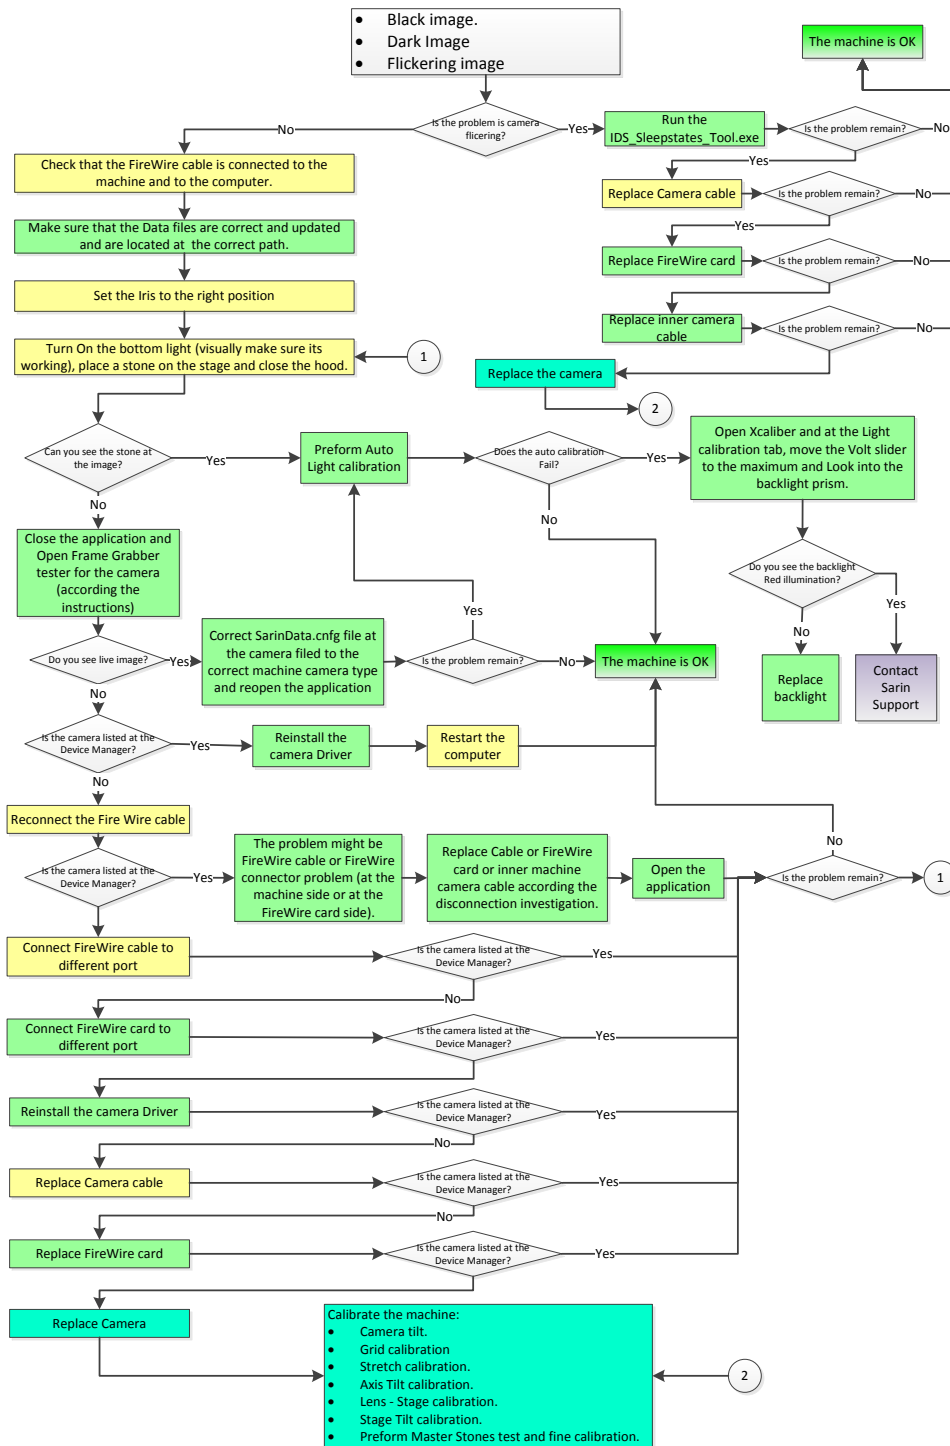 • Black image.
• Dark Image
• Flickering image
The machine is OK
Is the problem is camera
flicering?
No
Yes
Run the
IDS_Sleepstates_Tool.exe
Is the problem remain?
No
Yes
Check that the FireWire cable is connected to the
machine and to the computer.
Replace Camera cable
Is the problem remain?
No
Yes
Make sure that the Data files are correct and updated
and are located at the correct path.
Replace FireWire card
Is the problem remain?
No
Set the Iris to the right position
Replace inner camera
cable
Is the problem remain?
No
Turn On the bottom light (visually make sure its
working), place a stone on the stage and close the hood.
1
Replace the camera
2
Can you see the stone at
the image?
Yes
Preform Auto
Light calibration
Does the auto calibration
Fail?
Yes
Open Xcaliber and at the Light
calibration tab, move the Volt slider
to the maximum and Look into the
backlight prism.
No
No
Close the application and
Open Frame Grabber
tester for the camera
(according the
instructions)
Do you see the backlight
Red illumination?
Yes
No
Yes
Do you see live image?
Yes
Correct SarinData.cnfg file at
the camera filed to the
correct machine camera type
and reopen the application
Is the problem remain?
No
The machine is OK
Replace
backlight
Contact
Sarin
Support
No
Is the camera listed at the
Device Manager?
Yes
Reinstall the
camera Driver
Restart the
computer
No
Reconnect the Fire Wire cable
No
Is the camera listed at the
Device Manager?
Yes
The problem might be
FireWire cable or FireWire
connector problem (at the
machine side or at the
FireWire card side).
Replace Cable or FireWire
card or inner machine
camera cable according the
disconnection investigation.
Open the
application
Is the problem remain?
1
Connect FireWire cable to
different port
Is the camera listed at the
Device Manager?
Yes
No
Connect FireWire card to
different port
Is the camera listed at the
Device Manager?
Yes
Reinstall the camera Driver
Is the camera listed at the
Device Manager?
Yes
No
Replace Camera cable
Is the camera listed at the
Device Manager?
Yes
No
Replace FireWire card
Is the camera listed at the
Device Manager?
Yes
Replace Camera
Calibrate the machine:
• Camera tilt.
• Grid calibration
• Stretch calibration.
• Axis Tilt calibration.
• Lens - Stage calibration.
• Stage Tilt calibration.
• Preform Master Stones test and fine calibration.
2